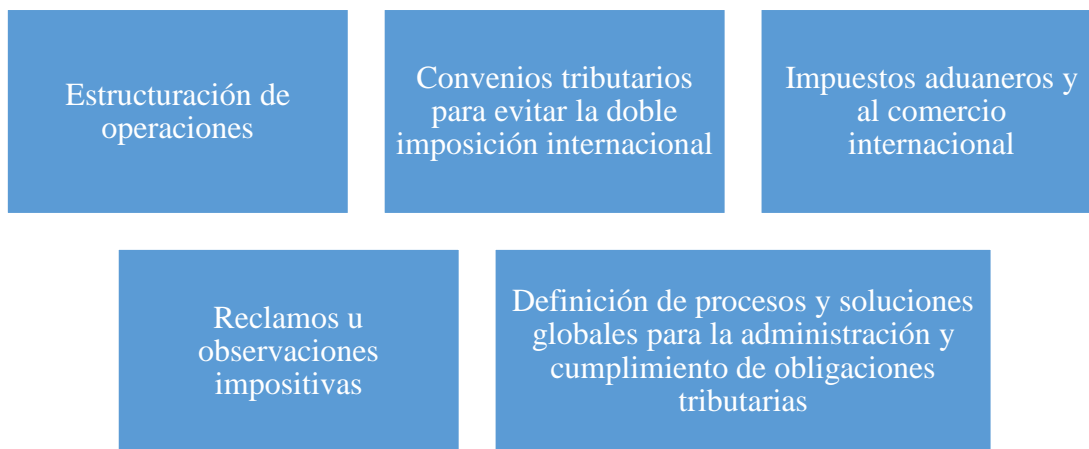 Estructuración de
operaciones
Convenios tributarios
para evitar la doble
imposición internacional
Impuestos aduaneros y
al comercio
internacional
Reclamos u
observaciones
impositivas
Definición de procesos y soluciones
globales para la administración y
cumplimiento de obligaciones
tributarias